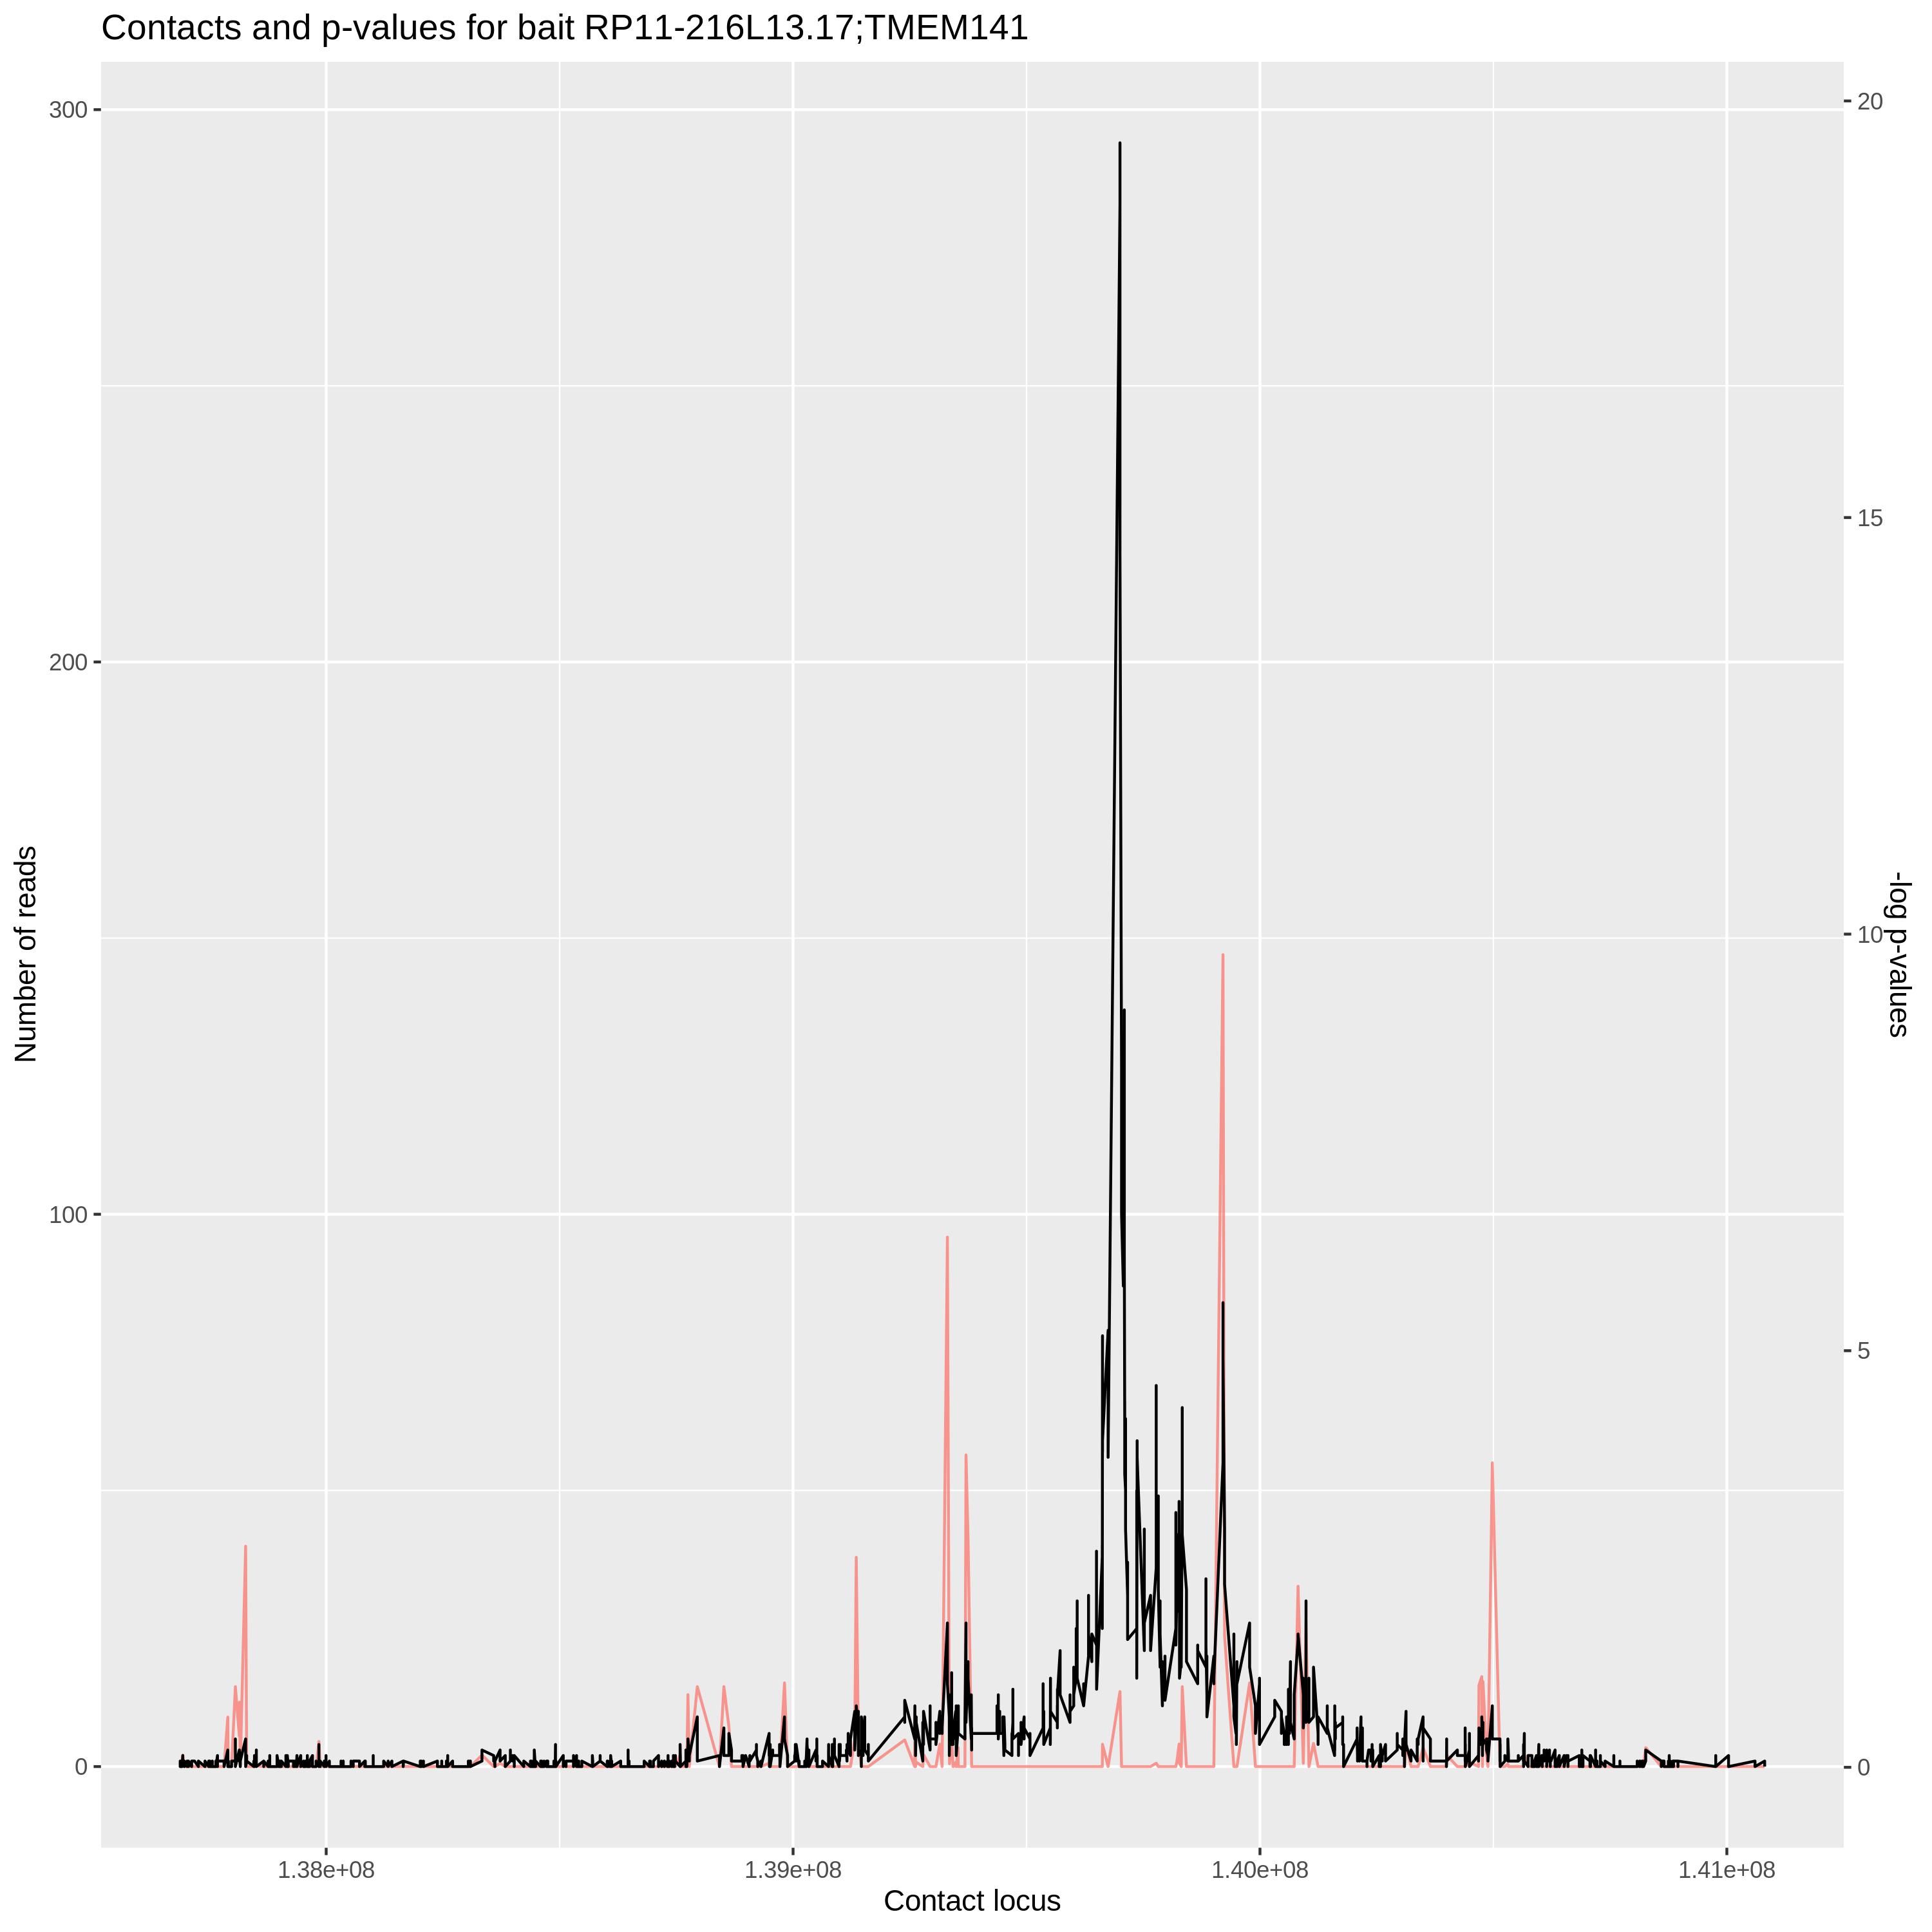 Contacts and p-values for bait RP11-216L13.17;TMEM141
300
200
100
0
Number of reads
20
15
10
5
0
-log p-values
1.38e+08 1.39e+08 1.40e+08 1.41e+08
Contact locus